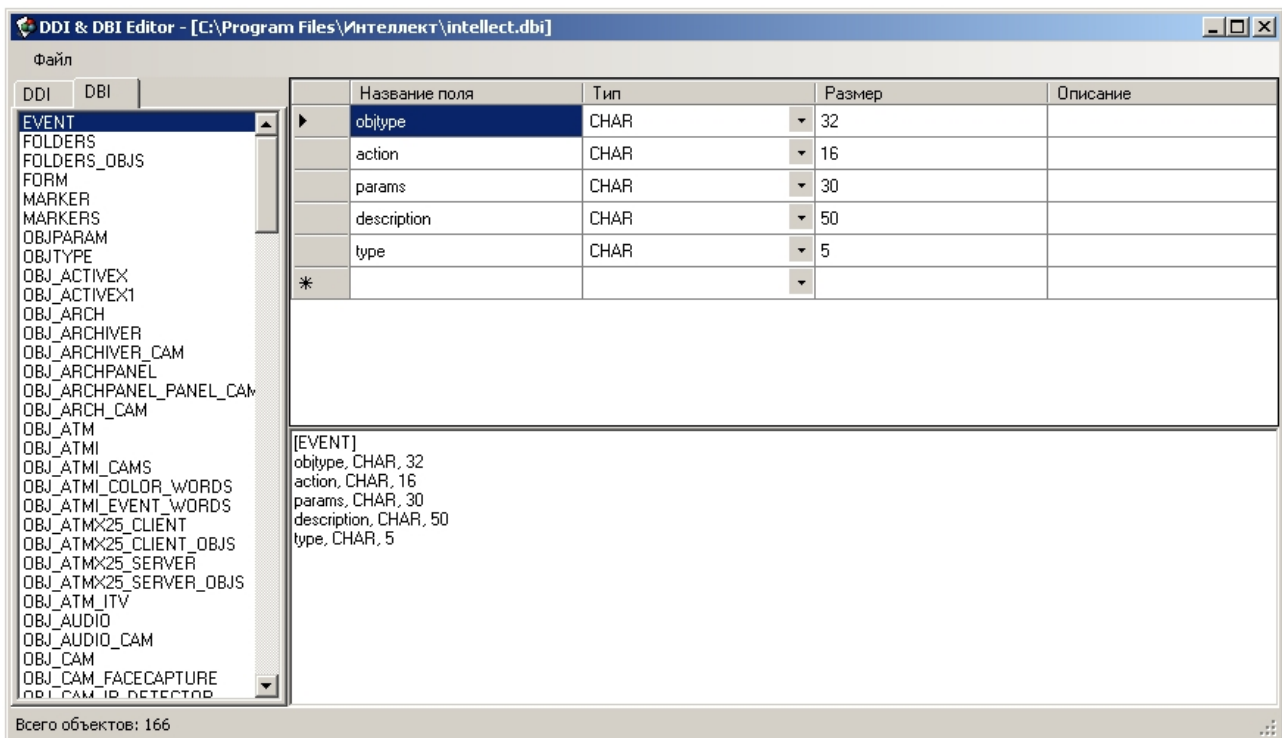 DDI & DBI Editor - [C:\Program Files\Интеллект\intellect.dbi]
Файл
DDI DBI
EVENT
FOLDERS
FOLDERS_OBJS
FORM
MARKER
MARKERS
OBJPARAM
OBJTYPE
OBJ_ACTIVEX
OBJ_ACTIVEX1
OBJ_ARCH
OBJ_ARCHIVER
OBJ_ARCHIVER_CAM
OBJ_ARCHPANEL
OBJ_ARCHPANEL_PANEL_CAM
OBJ_ARCH_CAM
OBJ_ATM
OBJ_ATMI
OBJ_ATMI_CAMS
OBJ_ATMI_COLOR_WORDS
OBJ_ATMI_EVENT_WORDS
OBJ_ATMX25_CLIENT
OBJ_ATMX25_CLIENT_OBJS
OBJ_ATMX25_SERVER
OBJ_ATMX25_SERVER_OBJS
OBJ_ATM_ITV
OBJ_AUDIO
OBJ_AUDIO_CAM
OBJ_CAM
OBJ_CAM_FACECAPTURE
OBJ_CAM_IR_DETECTOR
Название поля Тип Размер Описание
objtype CHAR 32
action CHAR 16
params CHAR 30
description CHAR 50
type CHAR 5
[EVENT]
objtype, CHAR, 32
action, CHAR, 16
params, CHAR, 30
description, CHAR, 50
type, CHAR, 5
Всего объектов: 166